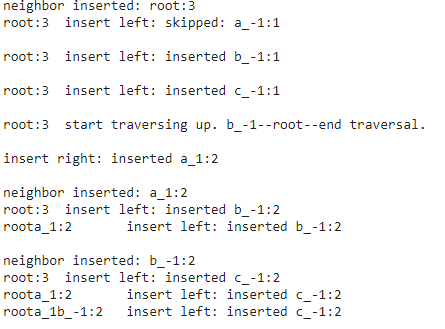 neighbor inserted: root:3
root:3  insert left: skipped: a_-1:1
root:3  insert left: inserted b_-1:1
root:3  insert left: inserted c_-1:1
root:3  start traversing up. b_-1--root--end traversal.
insert right: inserted a_1:2
neighbor inserted: a_1:2
root:3  insert left: inserted b_-1:2
roota_1:2       insert left: inserted b_-1:2
neighbor inserted: b_-1:2
root:3  insert left: inserted c_-1:2
roota_1:2       insert left: inserted c_-1:2
roota_1b_-1:2   insert left: inserted c_-1:2